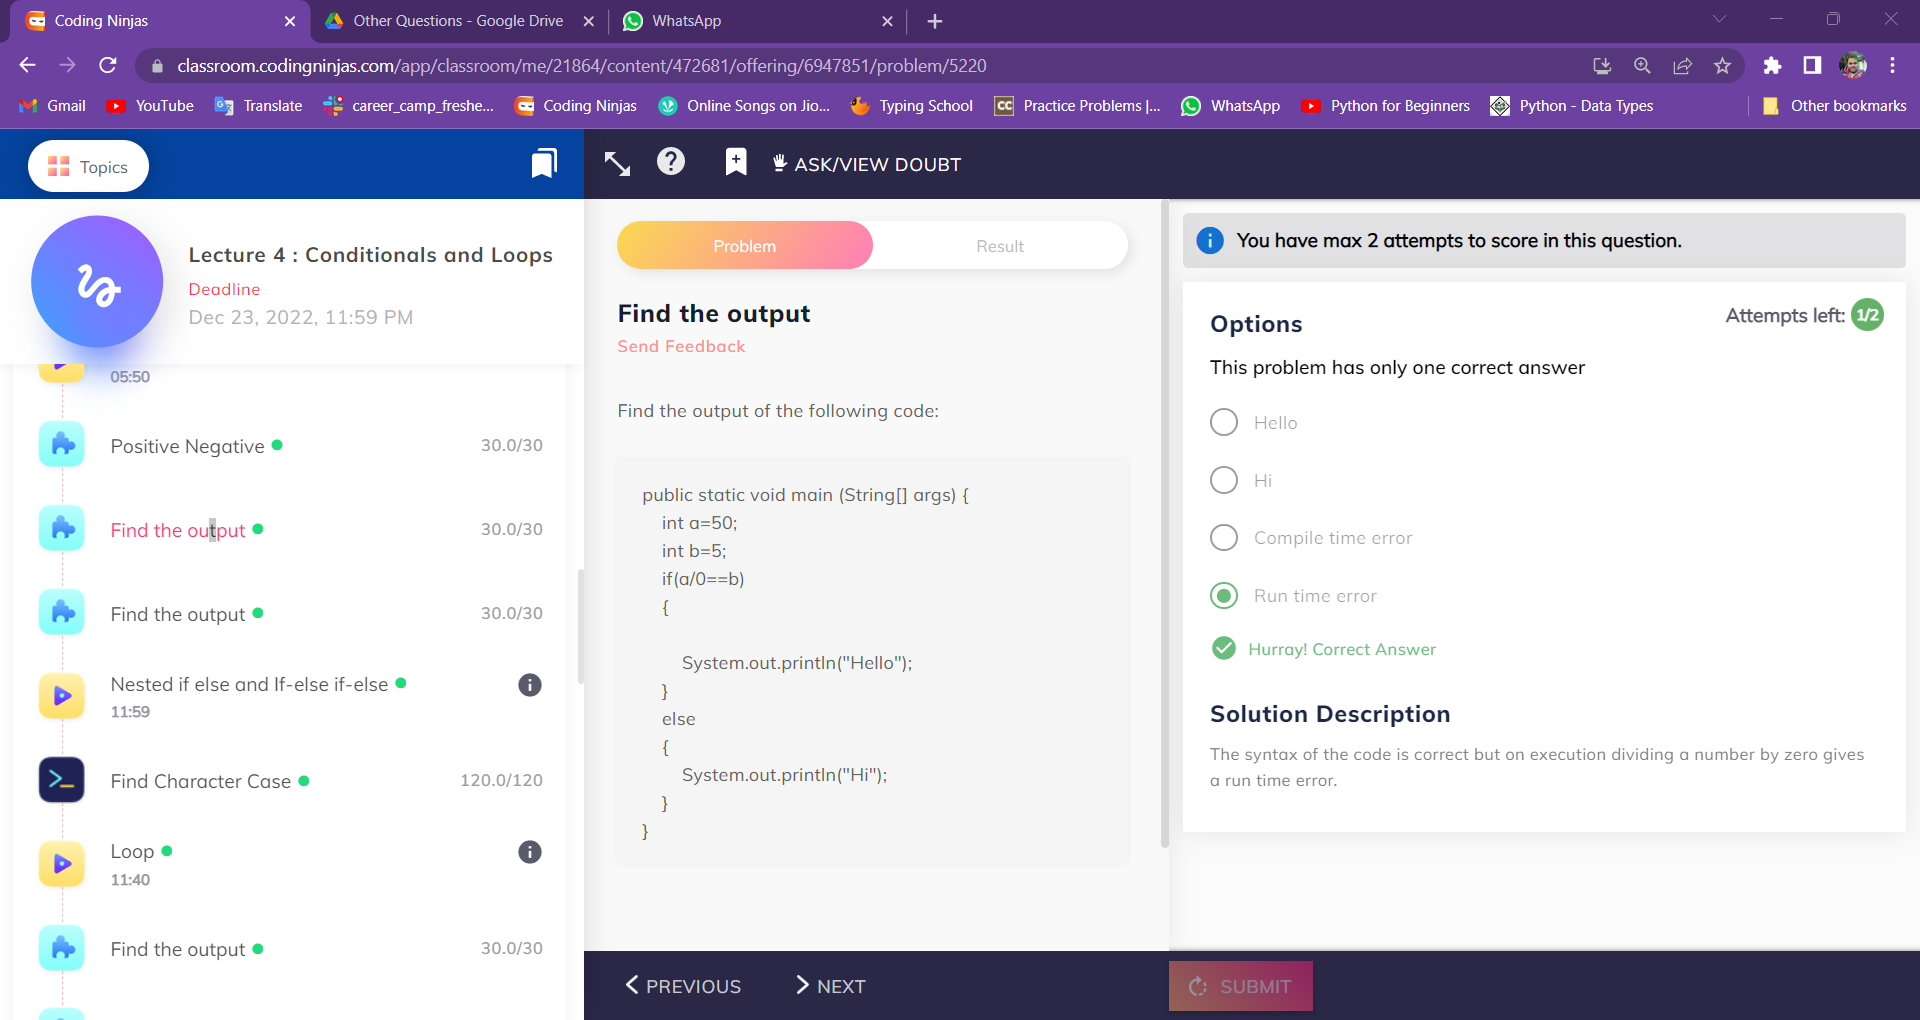 Coding Ninjas
Other Questions - Google Drive
WhatsApp
classroom.codingninjas.com/app/classroom/me/21864/content/472681/offering/6947851/problem/5220
Gmail
YouTube
Translate
career_camp_freshe...
Coding Ninjas
Online Songs on Jio...
Typing School
CC
Practice Problems |...
WhatsApp
Python for Beginners
Python - Data Types
Other bookmarks
Topics
ASK/VIEW DOUBT
Lecture 4 : Conditionals and Loops
Deadline
Dec 23, 2022, 11:59 PM
05:50
Positive Negative
30.0/30
Find the output
30.0/30
Find the output
30.0/30
Nested if else and If-else if-else
11:59
Find Character Case
120.0/120
Loop
11:40
Find the output
30.0/30
Problem
Result
Find the output
Send Feedback
Find the output of the following code:
public static void main (String[] args) {
int a=50;
int b=5;
if(a/0==b)
{
System.out.println("Hello");
}
else
{
System.out.println("Hi");
}
}
PREVIOUS
NEXT
You have max 2 attempts to score in this question.
Options
Attempts left: 1/2
This problem has only one correct answer
Hello
Hi
Compile time error
Run time error
Hurray! Correct Answer
Solution Description
The syntax of the code is correct but on execution dividing a number by zero gives
a run time error.
SUBMIT